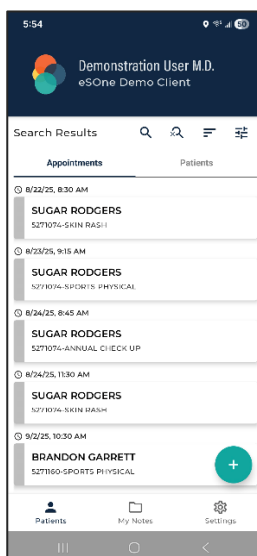 5:54
50
Demonstration User M.D.
eSOne Demo Client
Search Results
Appointments Patients
8/22/25, 8:30 AM
SUGAR RODGERS
5271074-SKIN RASH
8/23/25, 9:15 AM
SUGAR RODGERS
5271074-SPORTS PHYSICAL
8/24/25, 8:45 AM
SUGAR RODGERS
5271074-ANNUAL CHECK UP
8/24/25, 11:30 AM
SUGAR RODGERS
5271074-SKIN RASH
9/2/25, 10:30 AM
BRANDON GARRETT
5271160-SPORTS PHYSICAL
Patients My Notes Settings